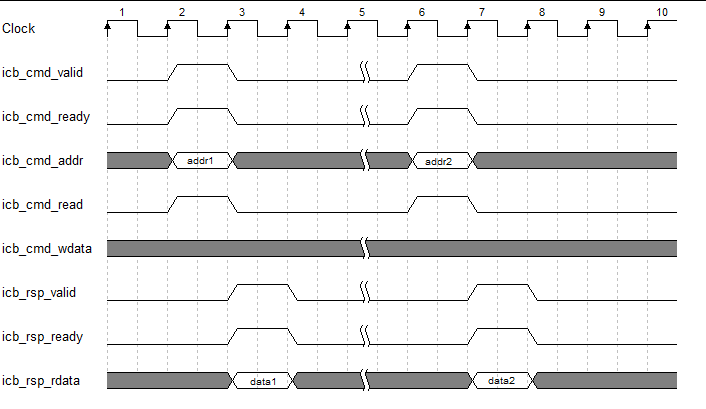 1 2 3 4 5 6 7 8 9 10
Clock
icb_cmd_valid
icb_cmd_ready
icb_cmd_addr addr1 addr2
icb_cmd_read
icb_cmd_wdata
icb_rsp_valid
icb_rsp_ready
icb_rsp_rdata data1 data2